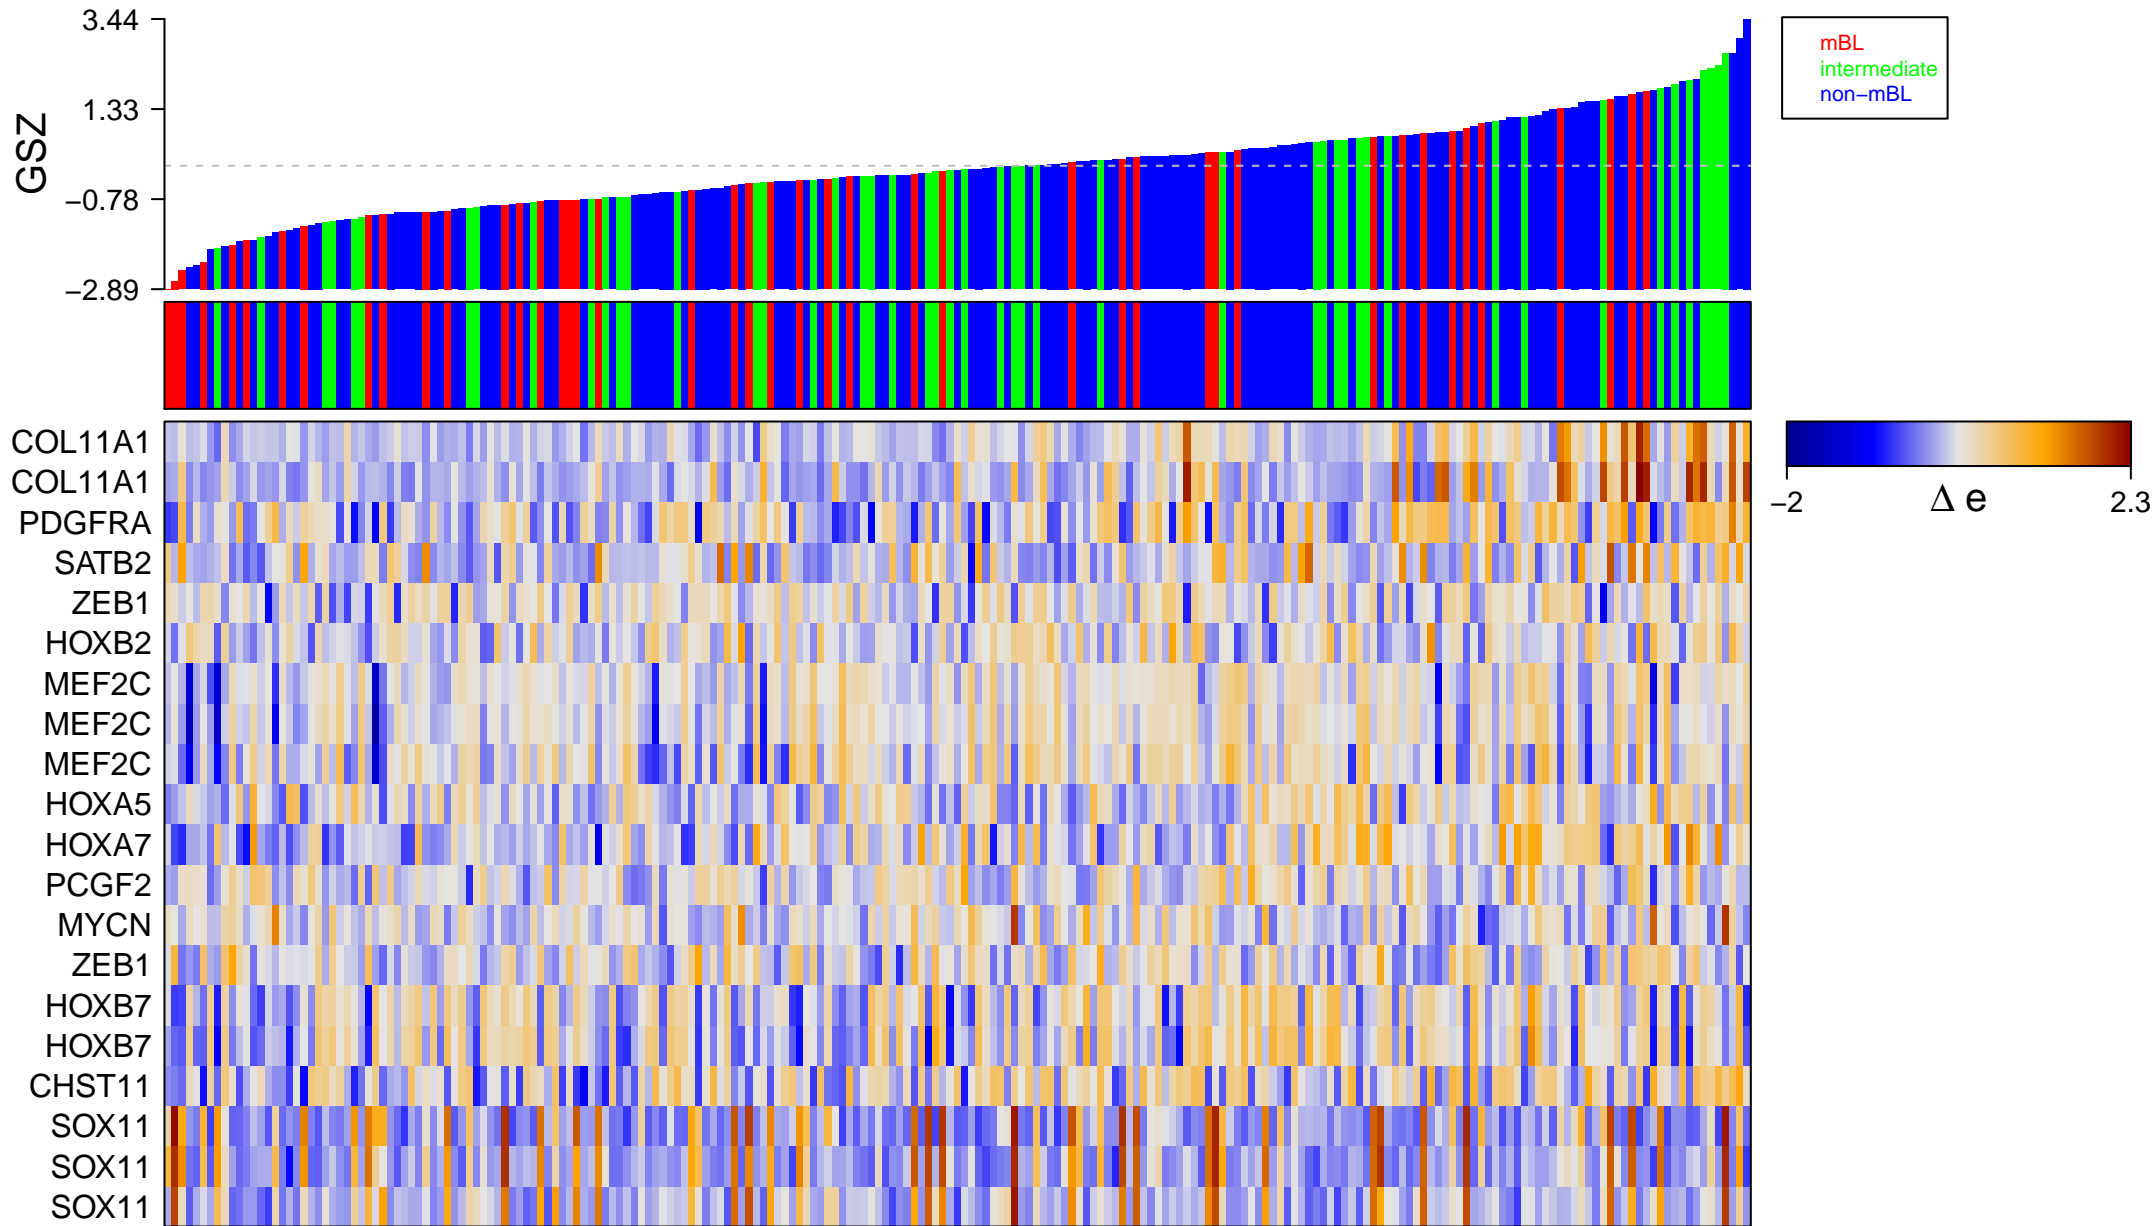 3.44
1.33
−0.78
−2.89
GSZ
mBL
intermediate
non−mBL
COL11A1
COL11A1
PDGFRA
SATB2
ZEB1
HOXB2
MEF2C
MEF2C
MEF2C
HOXA5
HOXA7
PCGF2
MYCN
ZEB1
HOXB7
HOXB7
CHST11
SOX11
SOX11
SOX11
−2 Δ e 2.3